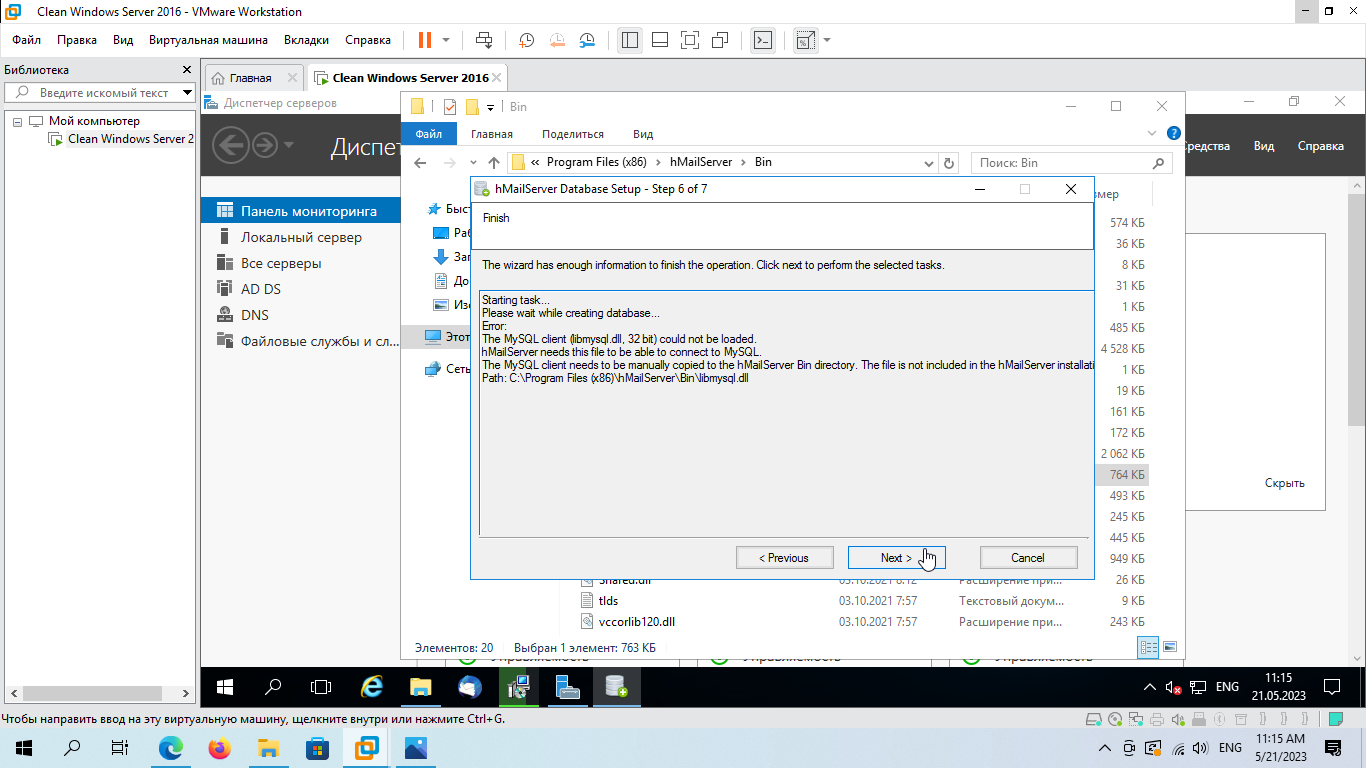 Clean Windows Server 2016 - VMware Workstation
Файл Правка Вид Виртуальная машина Вкладки Справка
Библиотека
Введите искомый текст
Мой компьютер
Clean Windows Server 2
Главная
Clean Windows Server 2016
Диспетчер серверов
Диспет
Средства Вид Справка
Панель мониторинга
Локальный сервер
Все серверы
AD DS
DNS
Файловые службы и сх...
Скрыть
Bin
Файл Главная Поделиться Вид
« Program Files (x86) › hMailServer › Bin
Поиск: Bin
Быст
Раб
Заг
До
Изс
Этот
Сеть
змер
574 КБ
36 КБ
8 КБ
31 КБ
1 КБ
485 КБ
4 528 КБ
1 КБ
19 КБ
161 КБ
172 КБ
2 062 КБ
764 КБ
493 КБ
245 КБ
445 КБ
949 КБ
hMailServer Database Setup - Step 6 of 7
Finish
The wizard has enough information to finish the operation. Click next to perform the selected tasks.
Starting task...
Please wait while creating database...
Error:
The MySQL client (libmysql.dll, 32 bit) could not be loaded.
hMailServer needs this file to be able to connect to MySQL.
The MySQL client needs to be manually copied to the hMailServer Bin directory. The file is not included in the hMailServer installati
Path: C:\Program Files (x86)\hMailServer\Bin\libmysql.dll
< Previous Next > Cancel
Shared.dll 03.10.2021 8:12 Расширение при... 26 КБ
tlds 03.10.2021 7:57 Текстовый докум... 9 КБ
vccorlib120.dll 03.10.2021 7:57 Расширение при... 243 КБ
Элементов: 20 Выбран 1 элемент: 763 КБ
Управляемость Управляемость Управляемость
ENG 11:15
21.05.2023
Чтобы направить ввод на эту виртуальную машину, щелкните внутри или нажмите Ctrl+G.
ENG 11:15 AM
5/21/2023